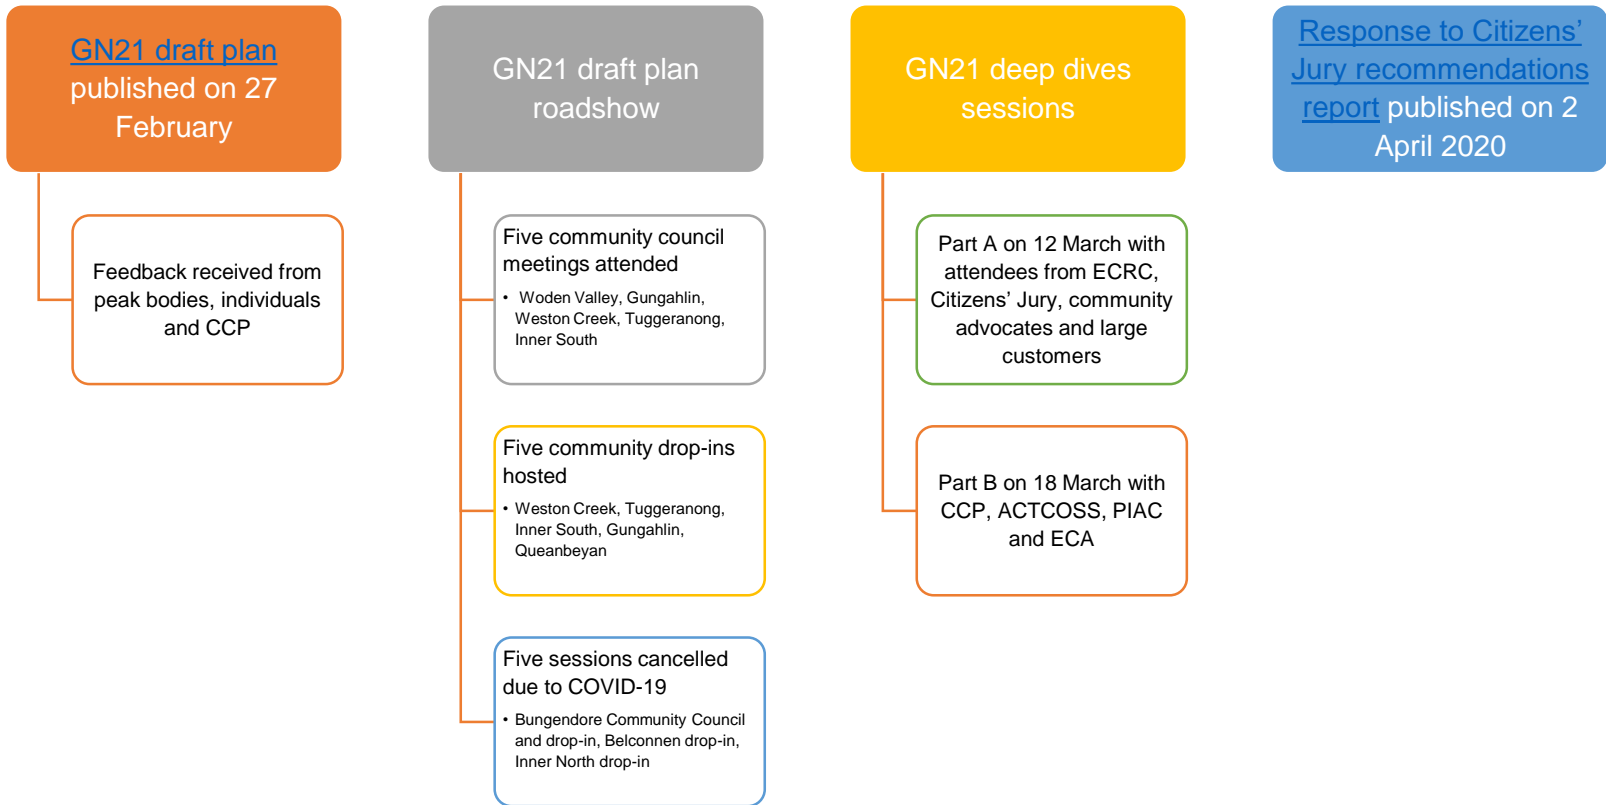 GN21 draft plan
published on 27
February
Feedback received from
peak bodies, individuals
and CCP
GN21 draft plan
roadshow
Five community council
meetings attended
• Woden Valley, Gungahlin,
Weston Creek, Tuggeranong,
Inner South
Five community drop-ins
hosted
• Weston Creek, Tuggeranong,
Inner South, Gungahlin,
Queanbeyan
Five sessions cancelled
due to COVID-19
• Bungendore Community Council
and drop-in, Belconnen drop-in,
Inner North drop-in
GN21 deep dives
sessions
Part A on 12 March with
attendees from ECRC,
Citizens’ Jury, community
advocates and large
customers
Part B on 18 March with
CCP, ACTCOSS, PIAC
and ECA
Response to Citizens’
Jury recommendations
report published on 2
April 2020